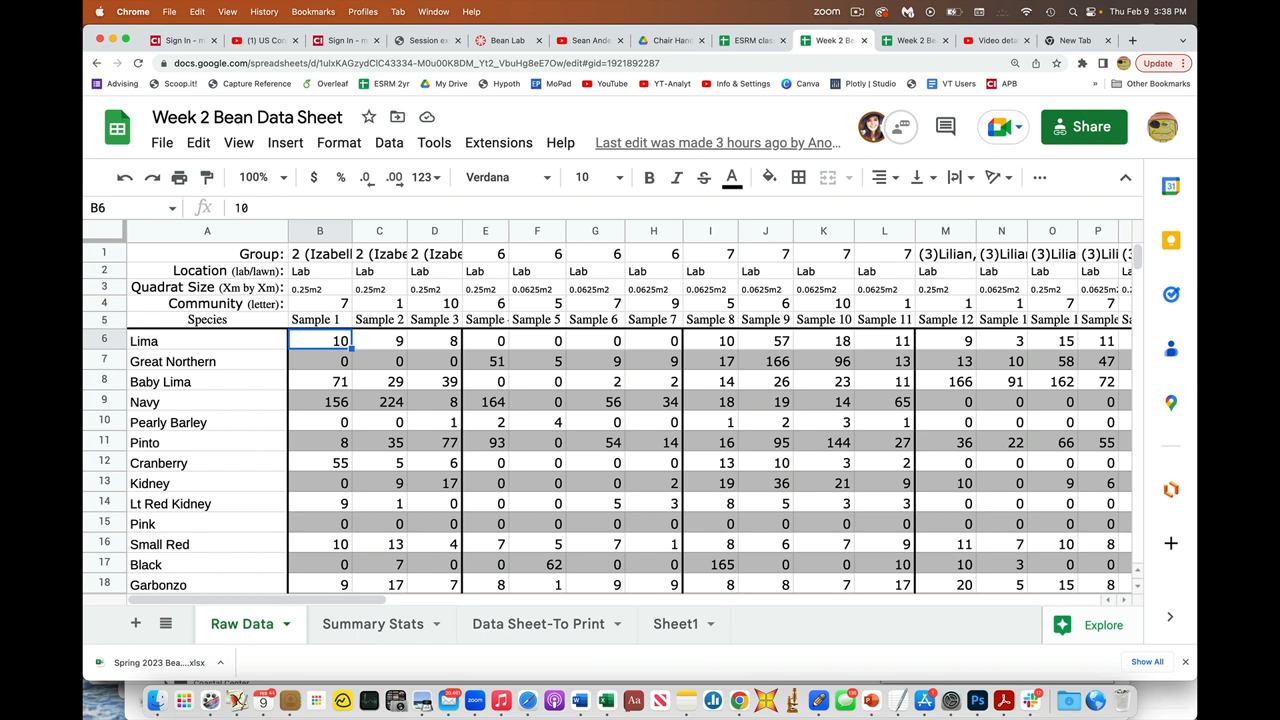 Chrome File Edit View History Bookmarks Profiles Tab Window Help zoom Thu Feb 9 3:38 PM
Sign In - m (1) US Con Sign In - m Session ex Bean Lab Sean Ande Chair Han ESRM clas Week 2 Be Week 2 Be Video deta New Tab
docs.google.com/spreadsheets/d/1ulxKAGzydClC43334-M0u00K8DM_Yt2_VbuHg8eE7Ow/edit#gid=1921892287 Update
Advising Scoop.it! Capture Reference Overleaf ESRM 2yr My Drive Hypoth MoPad YouTube YT-Analyt Info & Settings Canva Plotly | Studio VT Users APB » Other Bookmarks
Week 2 Bean Data Sheet
Share
File Edit View Insert Format Data Tools Extensions Help Last edit was made 3 hours ago by Ano...
100% $ % .0 .00 123 Verdana 10 B I S A
B6 fx 10
A B C D E F G H I J K L M N O P
1 Group: 2 (Izabell 2 (Izabe 2 (Izabe 6 6 6 6 7 7 7 7 (3)Lilian, (3)Lilian (3)Lilia (3)Lili (3
2 Location (lab/lawn): Lab Lab Lab Lab Lab Lab Lab Lab Lab Lab Lab Lab Lab Lab Lab Lab
3 Quadrat Size (Xm by Xm) 0.25m2 0.25m2 0.25m2 0.0625m2 0.0625m2 0.0625m2 0.0625m2 0.0625m2 0.0625m2 0.0625m2 0.0625m2 0.25m2 0.25m2 0.25m2 0.25m2 0.2
4 Community (letter): 7 1 10 6 5 7 9 5 6 10 1 1 1 7 7
5 Species Sample 1 Sample 2 Sample 3 Sample Sample 5 Sample 6 Sample 7 Sample 8 Sample 9 Sample 10 Sample 11 Sample 12 Sample 1 Sample 1 Sample
6 Lima 10 9 8 0 0 0 0 10 57 18 11 9 3 15 11
7 Great Northern 0 0 0 51 5 9 9 17 166 96 13 13 10 58 47
8 Baby Lima 71 29 39 0 0 2 2 14 26 23 11 166 91 162 72
9 Navy 156 224 8 164 0 56 34 18 19 14 65 0 0 0 0
10 Pearly Barley 0 0 1 2 4 0 0 1 2 3 1 0 0 0 0
11 Pinto 8 35 77 93 0 54 14 16 95 144 27 36 22 66 55
12 Cranberry 55 5 6 0 0 0 0 13 10 3 2 0 0 0 0
13 Kidney 0 9 17 0 0 0 2 19 36 21 9 10 0 9 6
14 Lt Red Kidney 9 1 0 0 0 5 3 8 5 3 3 0 0 0 0
15 Pink 0 0 0 0 0 0 0 0 0 0 0 0 0 0 0
16 Small Red 10 13 4 7 5 7 1 8 6 7 9 11 7 10 8
17 Black 0 7 0 0 62 0 0 165 0 0 10 10 3 0 0
18 Garbonzo 9 17 7 8 1 9 9 8 8 7 17 20 5 15 8
Raw Data Summary Stats Data Sheet-To Print Sheet1 Explore
Spring 2023 Bea....xlsx Show All